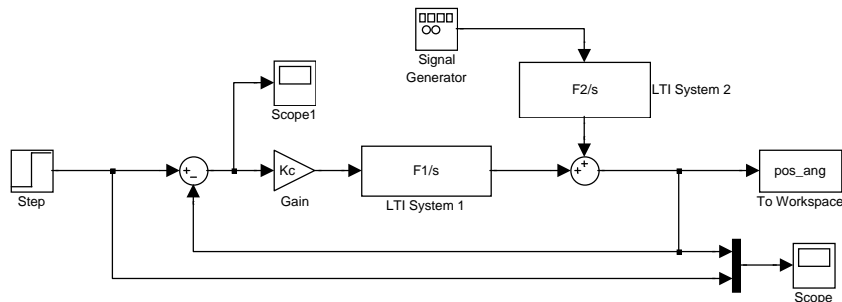 Signal
Generator
F2/s
LTI System 2
Scope1
Step
+
−
Kc
Gain
F1/s
LTI System 1
+
+
pos_ang
To Workspace
Scope